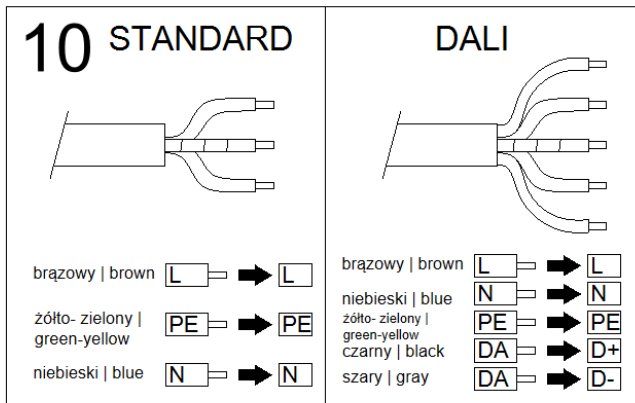 10 STANDARD
brązowy | brown L L
żółto- zielony |
green-yellow PE PE
niebieski | blue N N
DALI
brązowy | brown L L
niebieski | blue N N
żółto- zielony |
green-yellow PE PE
czarny | black DA D+
szary | gray DA D-